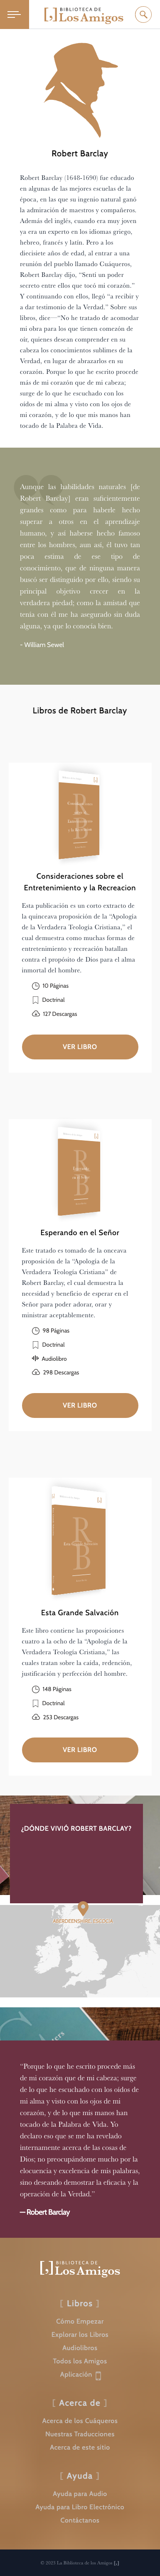 BIBLIOTECA DE
Los Amigos
Robert Barclay
Robert Barclay (1648-1690) fue educado
en algunas de las mejores escuelas de la
época, en las que su ingenio natural ganó
la admiración de maestros y compañeros.
Además del inglés, cuando era muy joven
ya era un experto en los idiomas griego,
hebreo, francés y latín. Pero a los
diecisiete años de edad, al entrar a una
reunión del pueblo llamado Cuáqueros,
Robert Barclay dijo, “Sentí un poder
secreto entre ellos que tocó mi corazón.”
Y continuando con ellos, llegó “a recibir y
a dar testimonio de la Verdad.” Sobre sus
libros, dice—“No he tratado de acomodar
mi obra para los que tienen comezón de
oír, quienes desean comprender en su
cabeza los conocimientos sublimes de la
Verdad, en lugar de abrazarlos en su
corazón. Porque lo que he escrito procede
más de mi corazón que de mi cabeza;
surge de lo que he escuchado con los
oídos de mi alma y visto con los ojos de
mi corazón, y de lo que mis manos han
tocado de la Palabra de Vida.
Aunque las habilidades naturales [de
Robert Barclay] eran suficientemente
grandes como para haberle hecho
superar a otros en el aprendizaje
humano, y así haberse hecho famoso
entre los hombres, aun así, él tuvo tan
poca estima de ese tipo de
conocimiento, que de ninguna manera
buscó ser distinguido por ello, siendo su
principal objetivo crecer en la
verdadera piedad; como la amistad que
tenía con él me ha asegurado sin duda
alguna, ya que lo conocía bien.
- William Sewel
Libros de Robert Barclay
Consideraciones sobre el
Entretenimiento y la Recreacion
Esta publicación es un corto extracto de
la quinceava proposición de la “Apología
de la Verdadera Teología Cristiana,” el
cual demuestra como muchas formas de
entretenimiento y recreación batallan
contra el propósito de Dios para el alma
inmortal del hombre.
10 Páginas
Doctrinal
127 Descargas
VER LIBRO
Esperando en el Señor
Este tratado es tomado de la onceava
proposición de la “Apología de la
Verdadera Teología Cristiana” de
Robert Barclay, el cual demuestra la
necesidad y beneficio de esperar en el
Señor para poder adorar, orar y
ministrar aceptablemente.
98 Páginas
Doctrinal
Audiolibro
298 Descargas
VER LIBRO
Esta Grande Salvación
Este libro contiene las proposiciones
cuatro a la ocho de la “Apología de la
Verdadera Teología Cristiana,” las
cuales tratan sobre la caída, redención,
justificación y perfección del hombre.
148 Páginas
Doctrinal
253 Descargas
VER LIBRO
¿DÓNDE VIVIÓ ROBERT BARCLAY?
“Porque lo que he escrito procede más
de mi corazón que de mi cabeza; surge
de lo que he escuchado con los oídos de
mi alma y visto con los ojos de mi
corazón, y de lo que mis manos han
tocado de la Palabra de Vida. Yo
declaro eso que se me ha revelado
internamente acerca de las cosas de
Dios; no preocupándome mucho por la
elocuencia y excelencia de mis palabras,
sino deseando demostrar la eficacia y la
operación de la Verdad.”
— Robert Barclay
BIBLIOTECA DE
Los Amigos
[ Libros ]
Cómo Empezar
Explorar los Libros
Audiolibros
Todos los Amigos
Aplicación
[ Acerca de ]
Acerca de los Cuáqueros
Nuestras Traducciones
Acerca de este sitio
[ Ayuda ]
Ayuda para Audio
Ayuda para Libro Electrónico
Contáctanos
© 2025 La Biblioteca de los Amigos [.]